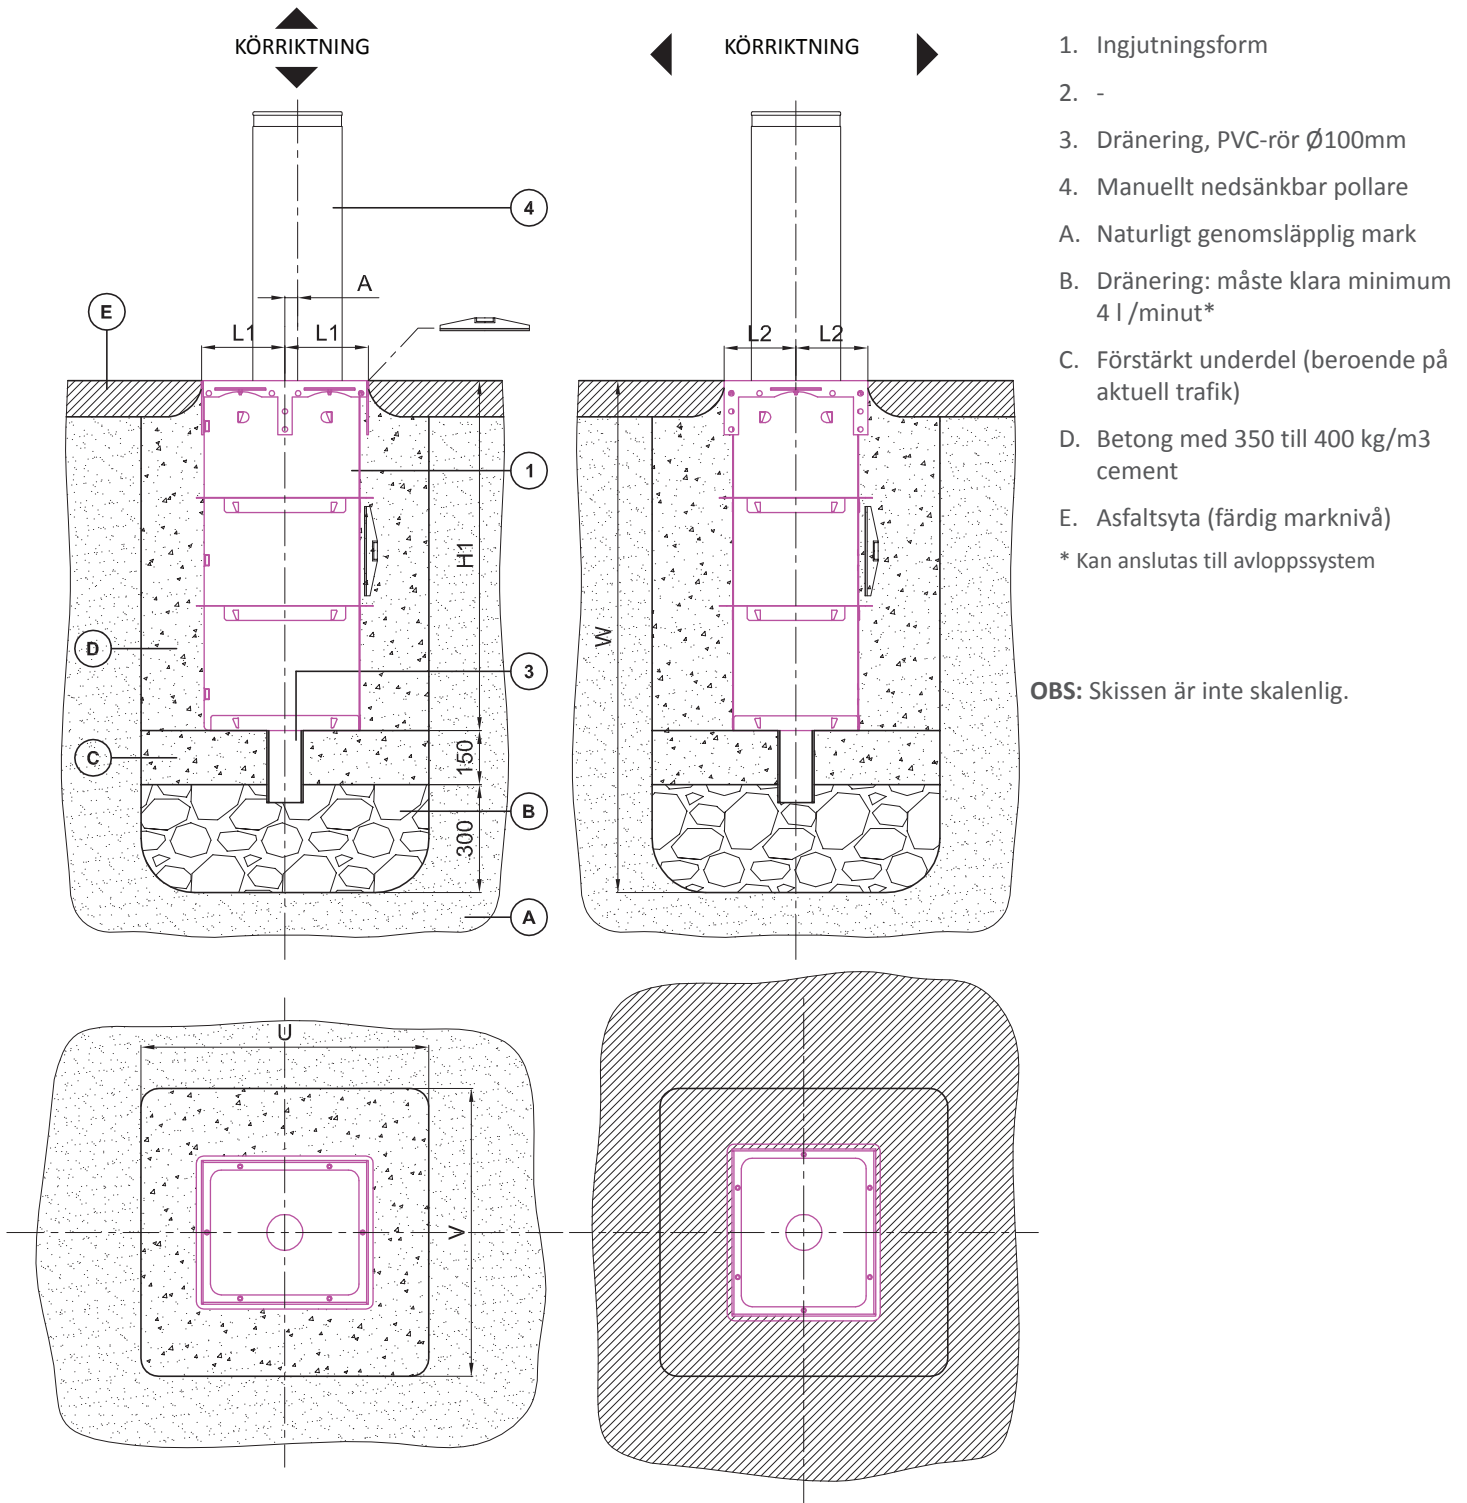 KÖRRIKTNING
KÖRRIKTNING
1. Ingjutningsform
2. -
3. Dränering, PVC-rör Ø100mm
4. Manuellt nedsänkbar pollare
A. Naturligt genomsläpplig mark
B. Dränering: måste klara minimum
4 l /minut*
C. Förstärkt underdel (beroende på
aktuell trafik)
D. Betong med 350 till 400 kg/m3
cement
E. Asfaltsyta (färdig marknivå)
* Kan anslutas till avloppssystem
OBS: Skissen är inte skalenlig.
4
A
E
L1 L1
L2 L2
1
H1
W
D
3
C
150
B
300
A
U
V